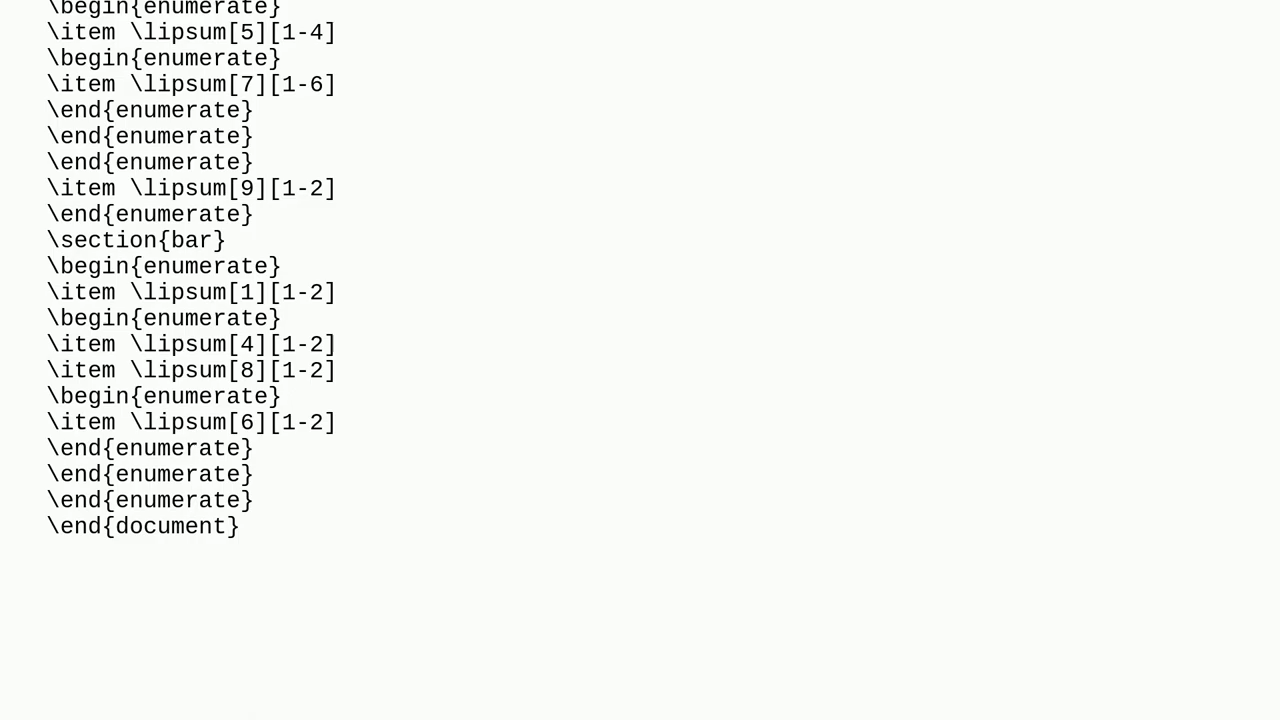 \begin{enumerate}
\item \lipsum[5][1-4]
\begin{enumerate}
\item \lipsum[7][1-6]
\end{enumerate}
\end{enumerate}
\end{enumerate}
\item \lipsum[9][1-2]
\end{enumerate}
\section{bar}
\begin{enumerate}
\item \lipsum[1][1-2]
\begin{enumerate}
\item \lipsum[4][1-2]
\item \lipsum[8][1-2]
\begin{enumerate}
\item \lipsum[6][1-2]
\end{enumerate}
\end{enumerate}
\end{enumerate}
\end{document}